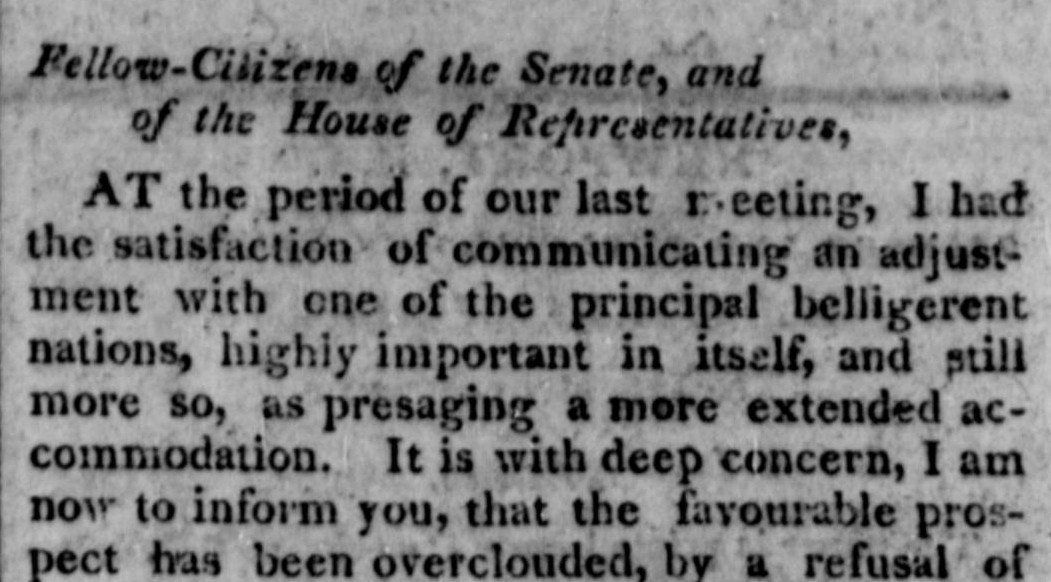 Fellow-Citizens of the Senate, and
of the House of Representatives,
AT the period of our last meeting, I had
the satisfaction of communicating an adjust-
ment with one of the principal belligerent
nations, highly important in itself, and still
more so, as presaging a more extended ac-
commodation. It is with deep concern, I am
now to inform you, that the favourable pros-
pect has been overclouded, by a refusal of